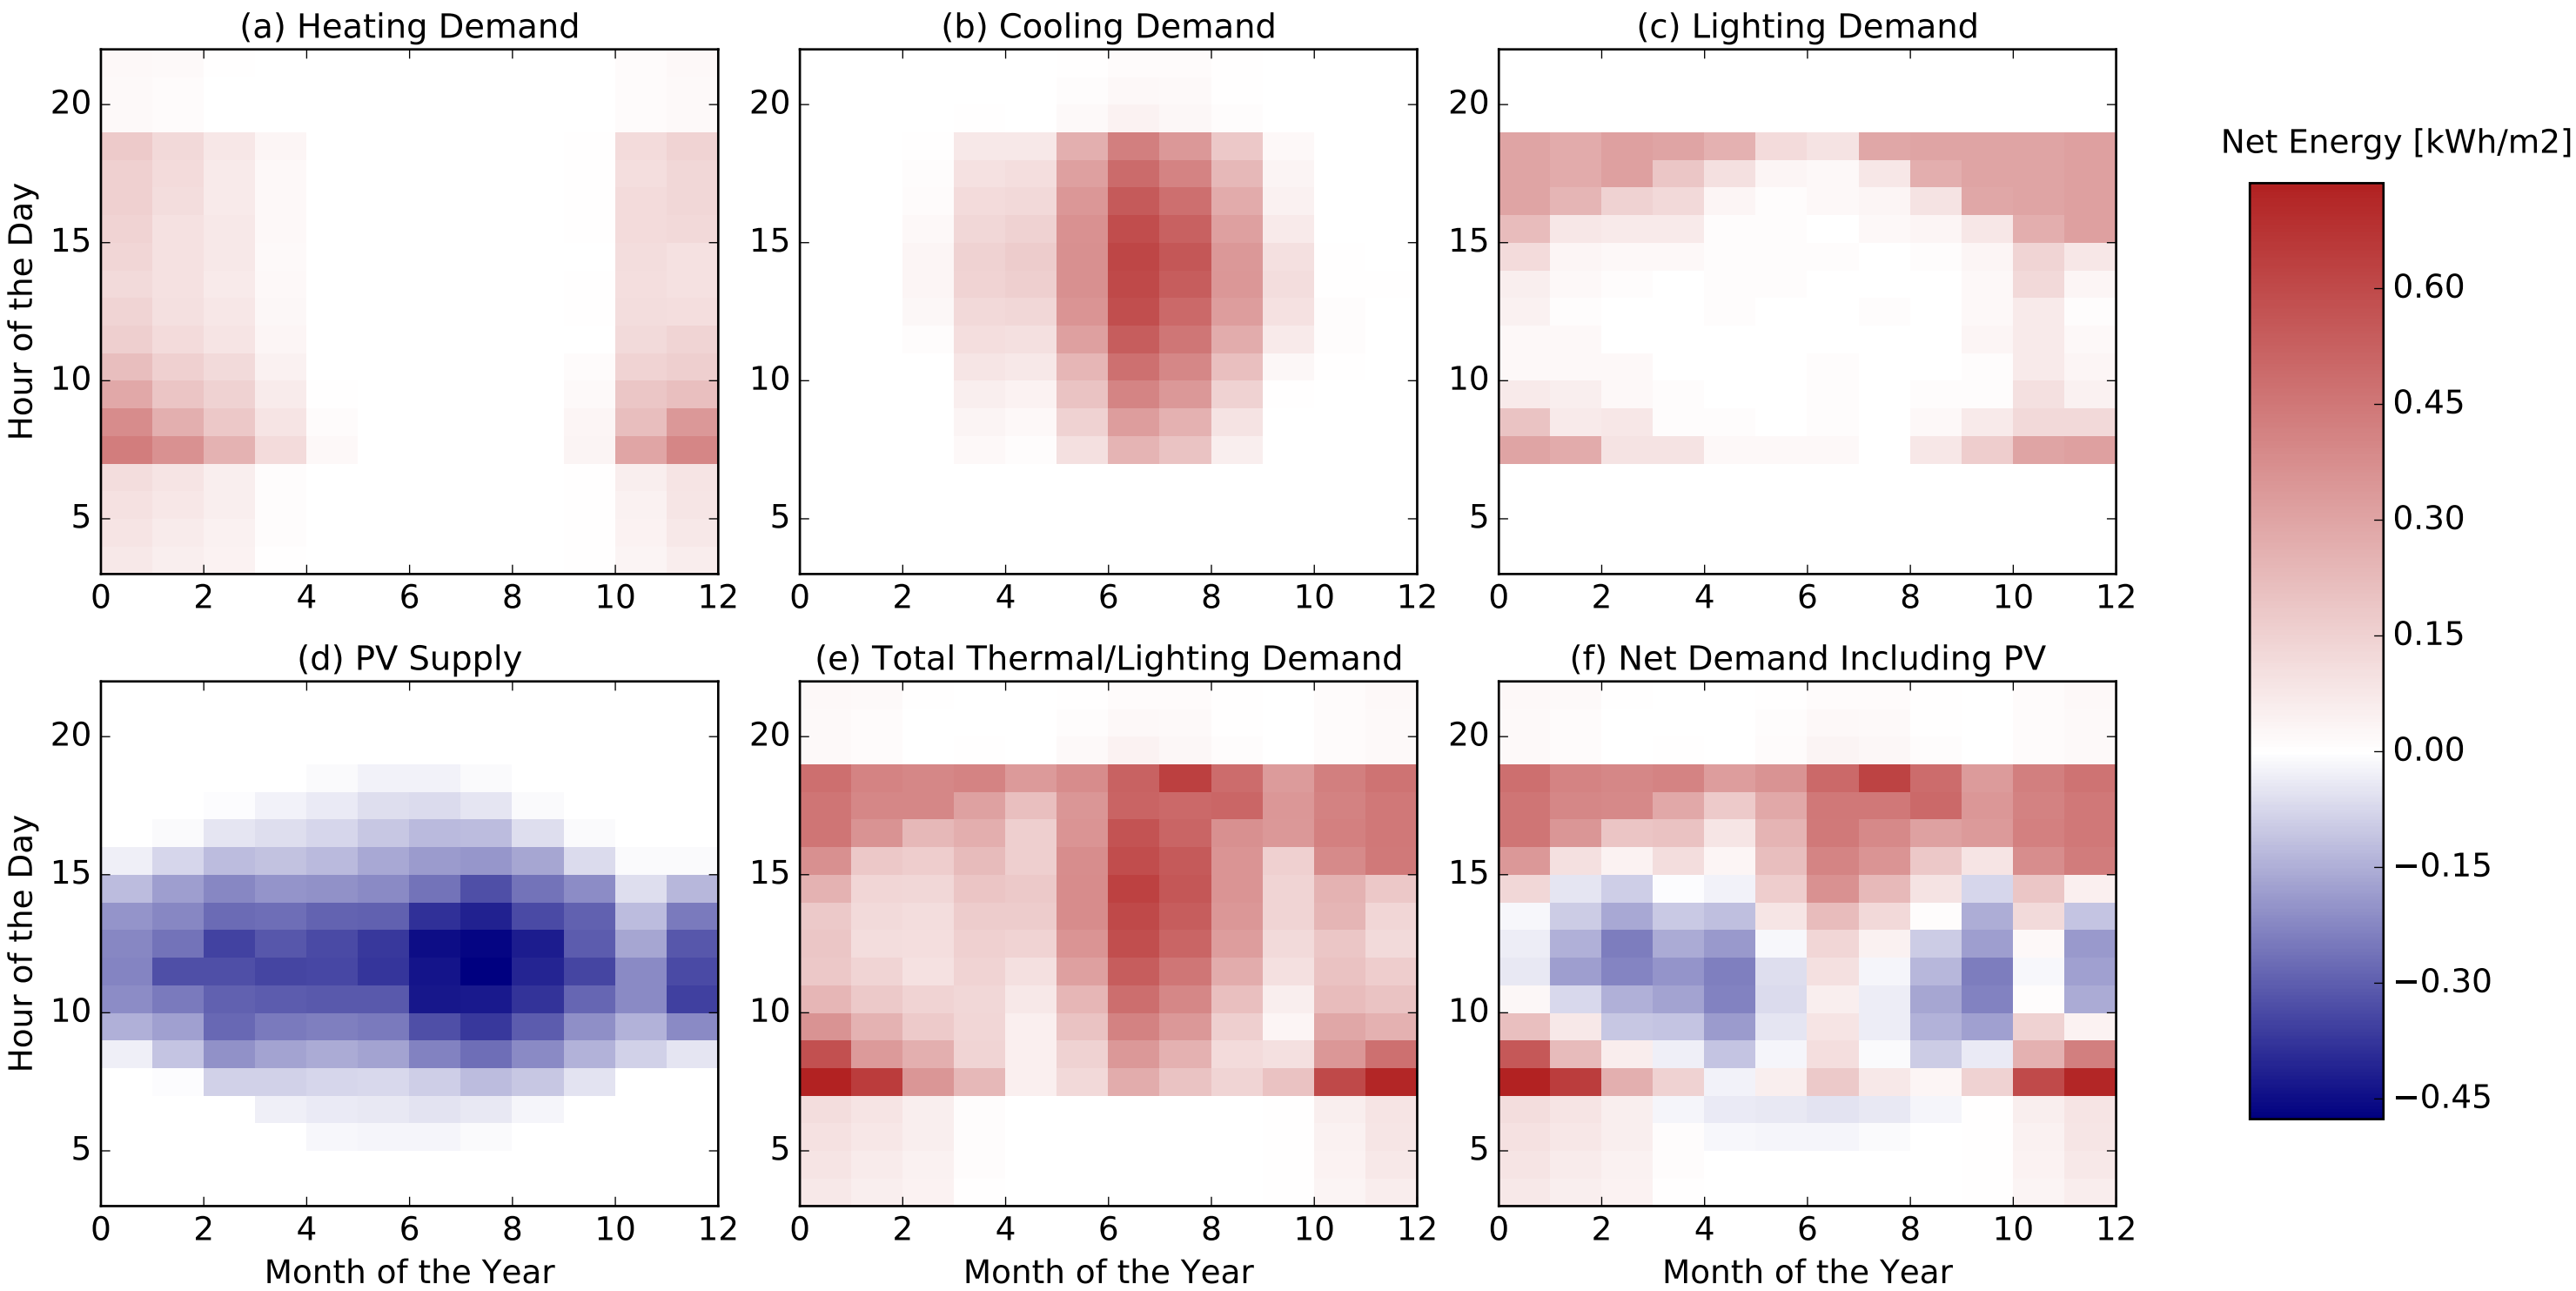 (a) Heating Demand
(b) Cooling Demand
(c) Lighting Demand
Net Energy [kWh/m2]
Hour of the Day
20
15
10
5
0 2 4 6 8 10 12
20
15
10
5
0 2 4 6 8 10 12
20
15
10
5
0 2 4 6 8 10 12
0.60
0.45
0.30
0.15
0.00
−0.15
−0.30
−0.45
(d) PV Supply
(e) Total Thermal/Lighting Demand
(f) Net Demand Including PV
Hour of the Day
20
15
10
5
0 2 4 6 8 10 12
Month of the Year
20
15
10
5
0 2 4 6 8 10 12
Month of the Year
20
15
10
5
0 2 4 6 8 10 12
Month of the Year